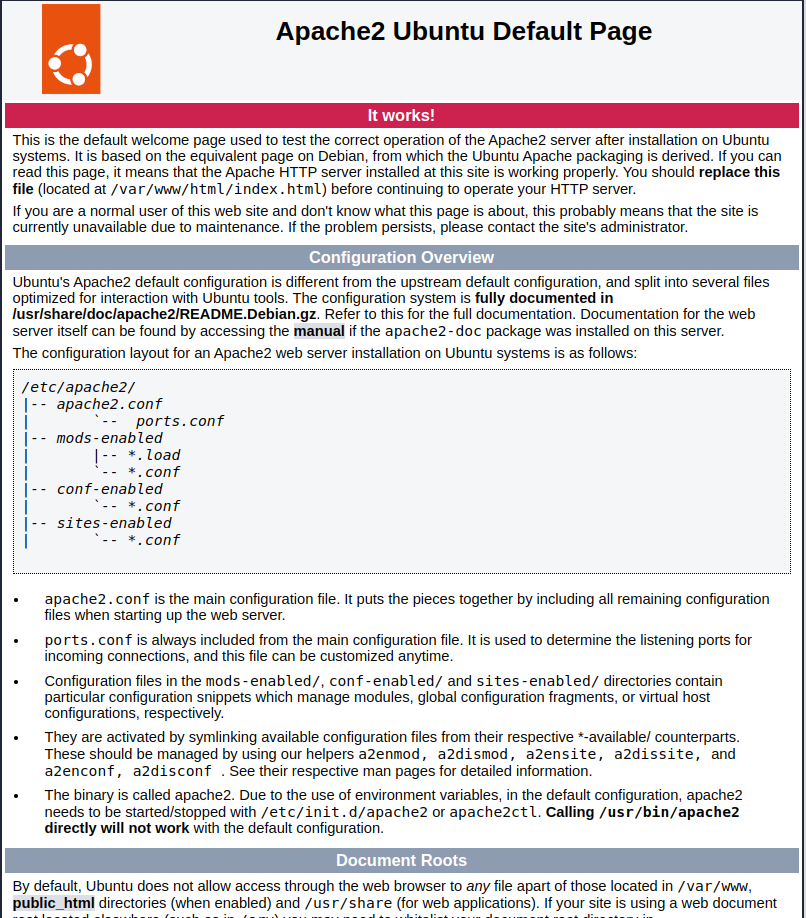 Apache2 Ubuntu Default Page
It works!
This is the default welcome page used to test the correct operation of the Apache2 server after installation on Ubuntu
systems. It is based on the equivalent page on Debian, from which the Ubuntu Apache packaging is derived. If you can
read this page, it means that the Apache HTTP server installed at this site is working properly. You should replace this
file (located at /var/www/html/index.html) before continuing to operate your HTTP server.
If you are a normal user of this web site and don't know what this page is about, this probably means that the site is
currently unavailable due to maintenance. If the problem persists, please contact the site's administrator.
Configuration Overview
Ubuntu's Apache2 default configuration is different from the upstream default configuration, and split into several files
optimized for interaction with Ubuntu tools. The configuration system is fully documented in
/usr/share/doc/apache2/README.Debian.gz. Refer to this for the full documentation. Documentation for the web
server itself can be found by accessing the manual if the apache2-doc package was installed on this server.
The configuration layout for an Apache2 web server installation on Ubuntu systems is as follows:
/etc/apache2/
|-- apache2.conf
|       `--  ports.conf
|-- mods-enabled
|       |-- *.load
|       `-- *.conf
|-- conf-enabled
|       `-- *.conf
|-- sites-enabled
|       `-- *.conf
• apache2.conf is the main configuration file. It puts the pieces together by including all remaining configuration
files when starting up the web server.
• ports.conf is always included from the main configuration file. It is used to determine the listening ports for
incoming connections, and this file can be customized anytime.
• Configuration files in the mods-enabled/, conf-enabled/ and sites-enabled/ directories contain
particular configuration snippets which manage modules, global configuration fragments, or virtual host
configurations, respectively.
• They are activated by symlinking available configuration files from their respective *-available/ counterparts.
These should be managed by using our helpers a2enmod, a2dismod, a2ensite, a2dissite, and
a2enconf, a2disconf . See their respective man pages for detailed information.
• The binary is called apache2. Due to the use of environment variables, in the default configuration, apache2
needs to be started/stopped with /etc/init.d/apache2 or apache2ctl. Calling /usr/bin/apache2
directly will not work with the default configuration.
Document Roots
By default, Ubuntu does not allow access through the web browser to any file apart of those located in /var/www,
public_html directories (when enabled) and /usr/share (for web applications). If your site is using a web document